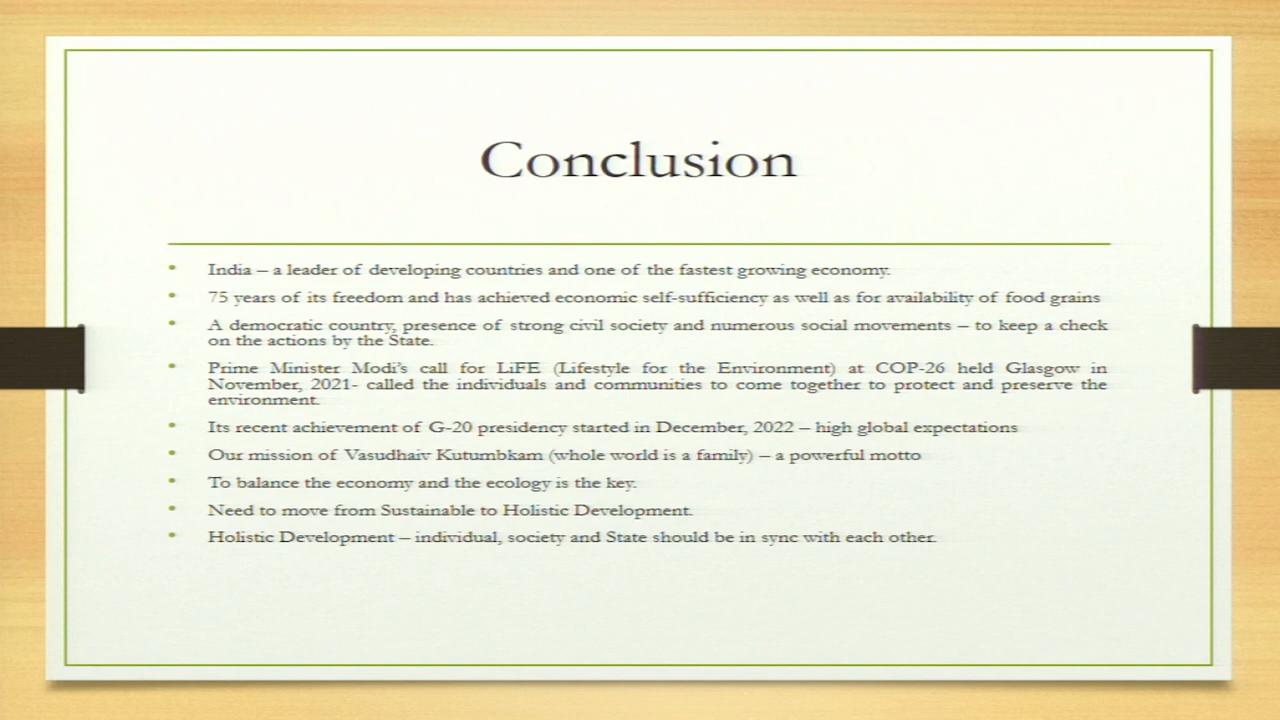 Conclusion
• India – a leader of developing countries and one of the fastest growing economy.
• 75 years of its freedom and has achieved economic self-sufficiency as well as for availability of food grains
• A democratic country, presence of strong civil society and numerous social movements – to keep a check
on the actions by the State.
• Prime Minister Modi's call for LiFE (Lifestyle for the Environment) at COP-26 held Glasgow in
November, 2021- called the individuals and communities to come together to protect and preserve the
environment.
• Its recent achievement of G-20 presidency started in December, 2022 – high global expectations
• Our mission of Vasudhaiv Kutumbkam (whole world is a family) – a powerful motto
• To balance the economy and the ecology is the key.
• Need to move from Sustainable to Holistic Development.
• Holistic Development – individual, society and State should be in sync with each other.